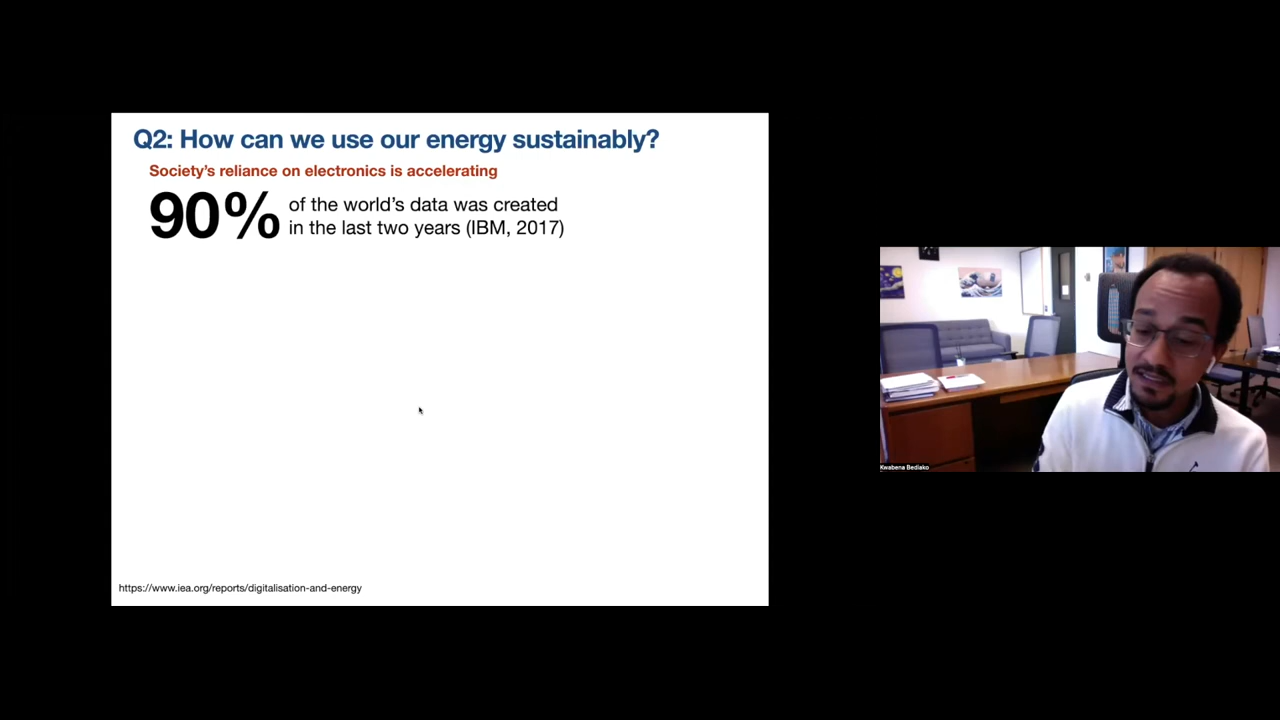 Q2: How can we use our energy sustainably?
Society's reliance on electronics is accelerating
90% of the world's data was created
in the last two years (IBM, 2017)
https://www.iea.org/reports/digitalisation-and-energy
Kwabena Bediako